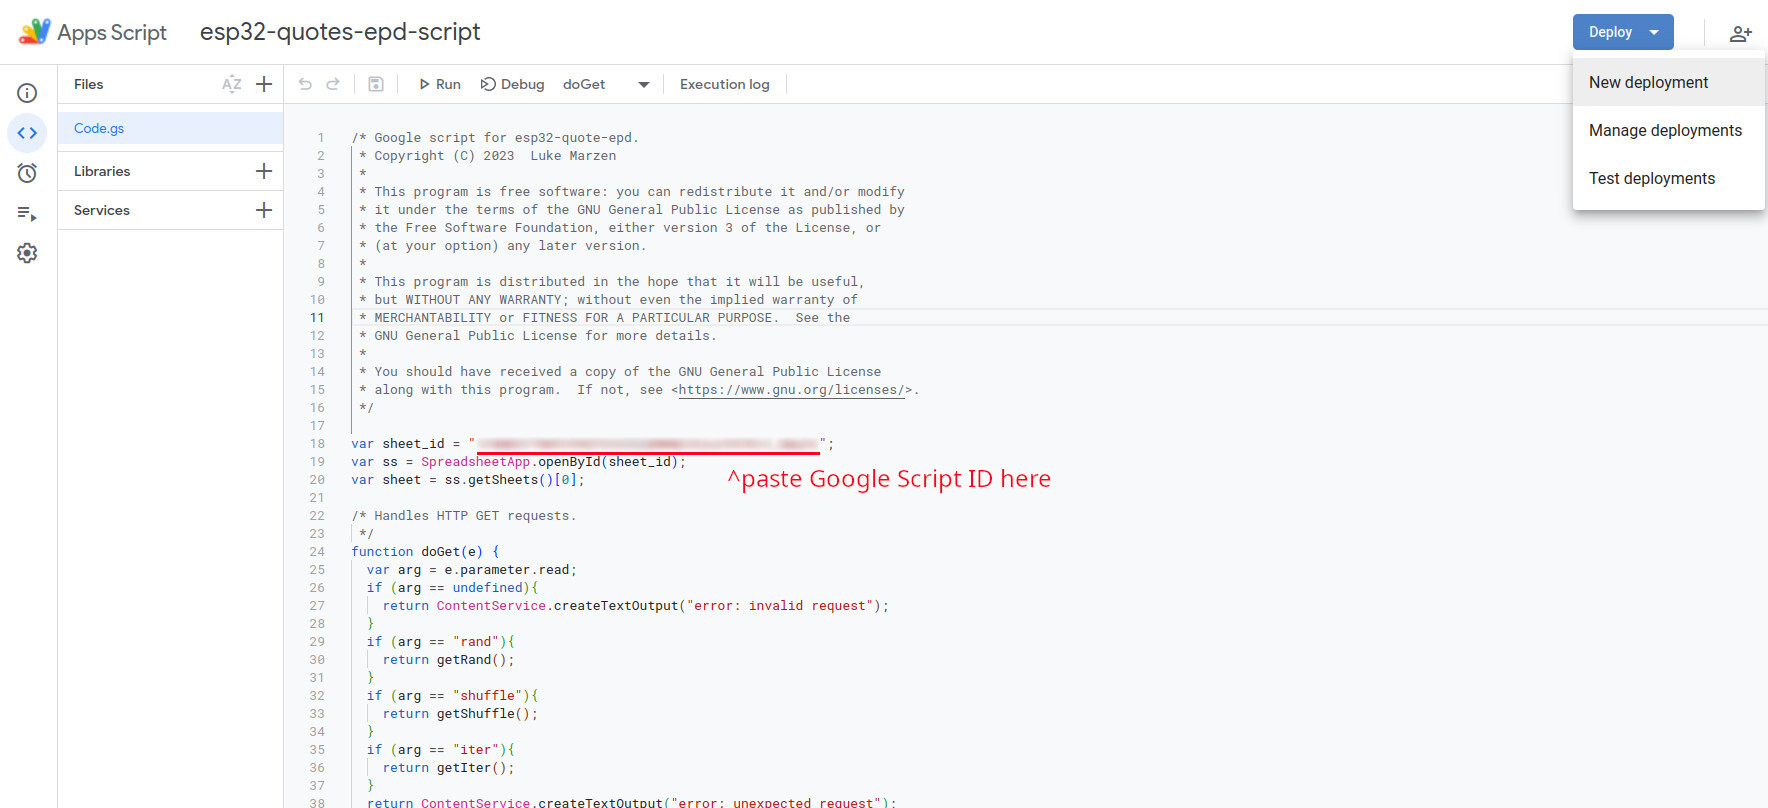 Apps Script esp32-quotes-epd-script Deploy
New deployment
Manage deployments
Test deployments
Files AZ
Code.gs
Libraries
Services
Run Debug doGet Execution log
1 /* Google script for esp32-quote-epd.
2 * Copyright (C) 2023  Luke Marzen
3 *
4 * This program is free software: you can redistribute it and/or modify
5 * it under the terms of the GNU General Public License as published by
6 * the Free Software Foundation, either version 3 of the License, or
7 * (at your option) any later version.
8 *
9 * This program is distributed in the hope that it will be useful,
10 * but WITHOUT ANY WARRANTY; without even the implied warranty of
11 * MERCHANTABILITY or FITNESS FOR A PARTICULAR PURPOSE.  See the
12 * GNU General Public License for more details.
13 *
14 * You should have received a copy of the GNU General Public License
15 * along with this program.  If not, see <https://www.gnu.org/licenses/>.
16 */
17
18 var sheet_id = "";
19 var ss = SpreadsheetApp.openById(sheet_id);
^paste Google Script ID here
20 var sheet = ss.getSheets()[0];
21
22 /* Handles HTTP GET requests.
23 */
24 function doGet(e) {
25 var arg = e.parameter.read;
26 if (arg == undefined){
27 return ContentService.createTextOutput("error: invalid request");
28 }
29 if (arg == "rand"){
30 return getRand();
31 }
32 if (arg == "shuffle"){
33 return getShuffle();
34 }
35 if (arg == "iter"){
36 return getIter();
37 }
38 return ContentService.createTextOutput("error: unexpected request");